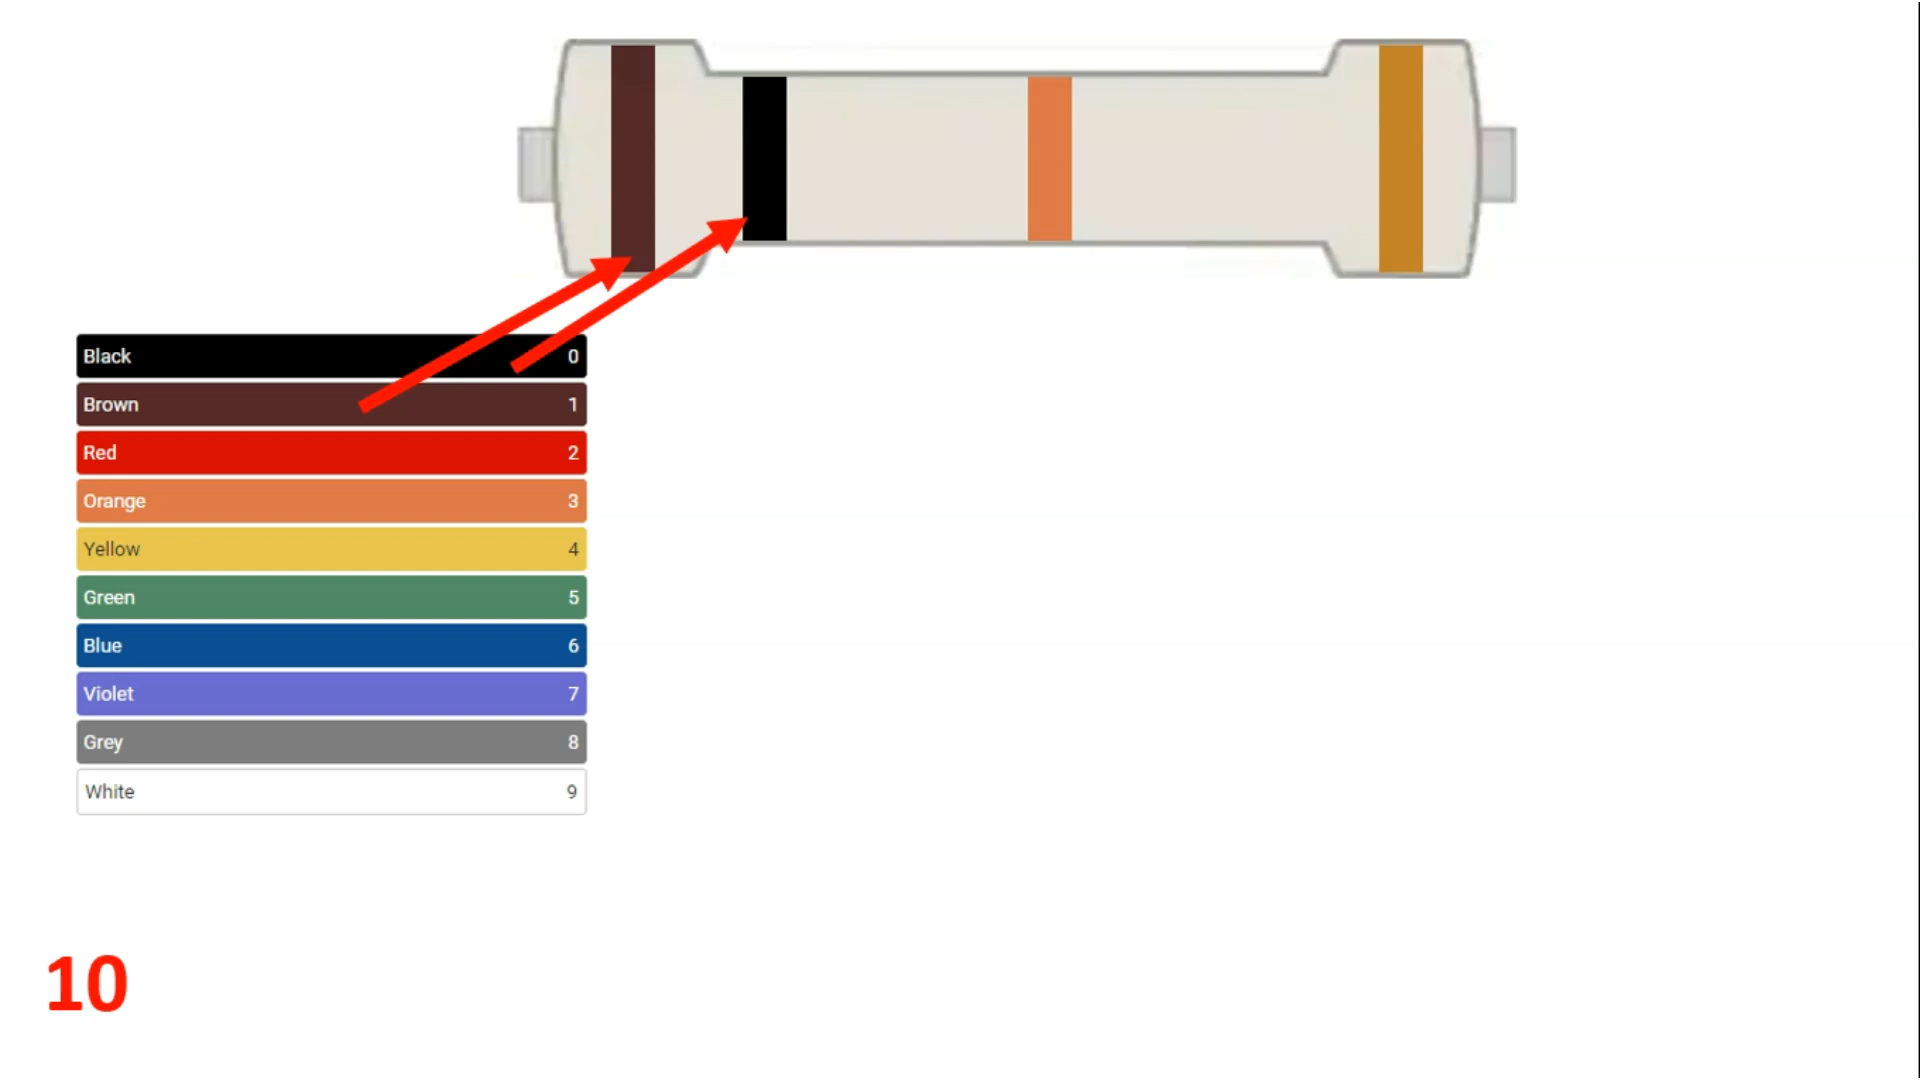 Black 0
Brown 1
Red 2
Orange 3
Yellow 4
Green 5
Blue 6
Violet 7
Grey 8
White 9
10